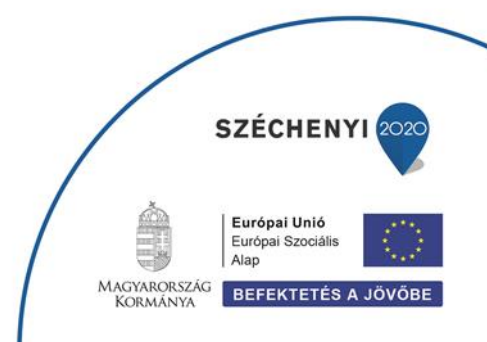 SZÉCHENYI 2020
Európai Unió
Európai Szociális
Alap
MAGYARORSZÁG
KORMÁNYA
BEFEKTETÉS A JÖVŐBE